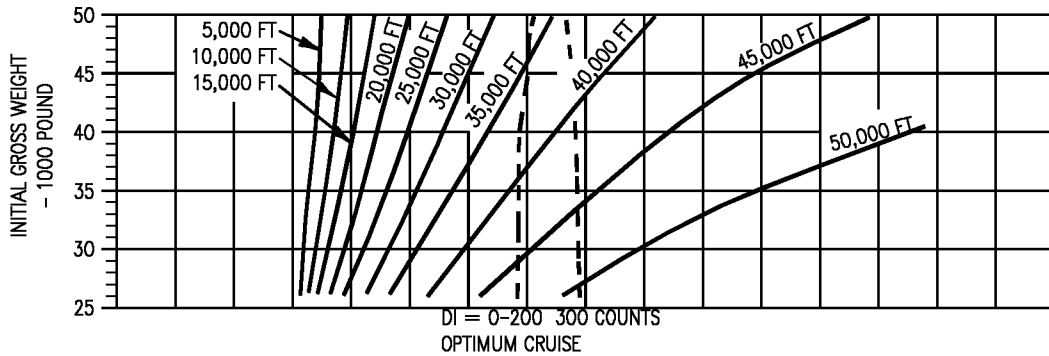 50
45
40
35
30
25
INITIAL GROSS WEIGHT
- 1000 POUND
5,000 FT
10,000 FT
15,000 FT
20,000 FT
25,000 FT
30,000 FT
35,000 FT
40,000 FT
45,000 FT
50,000 FT
DI = 0-200 300 COUNTS
OPTIMUM CRUISE